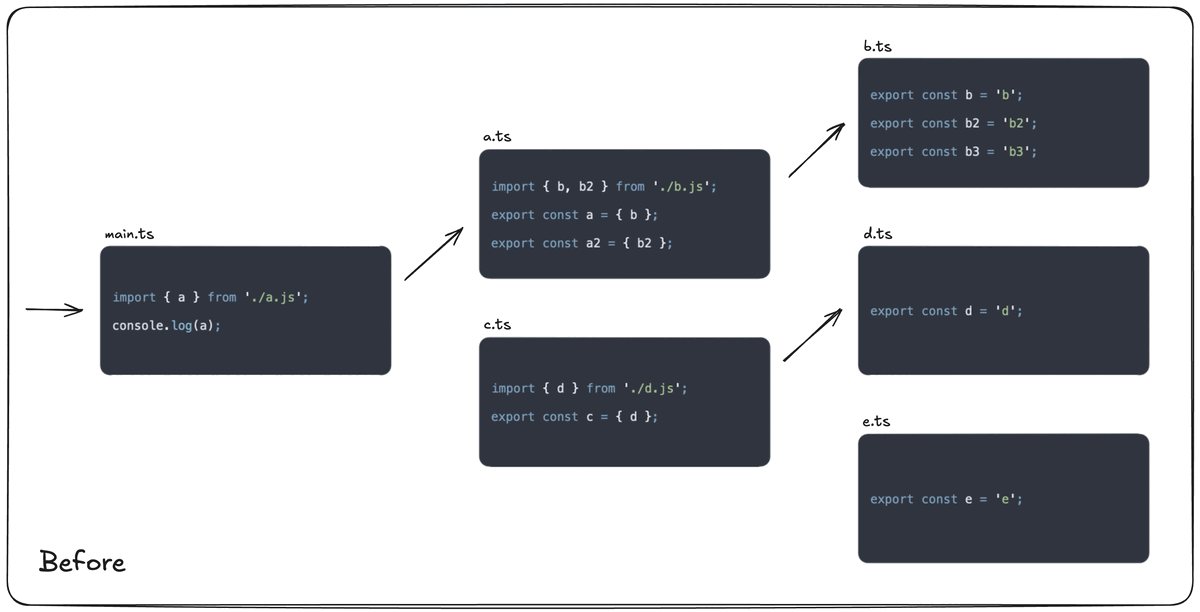 main.ts
import { a } from './a.js';
console.log(a);
a.ts
import { b, b2 } from './b.js';
export const a = { b };
export const a2 = { b2 };
c.ts
import { d } from './d.js';
export const c = { d };
b.ts
export const b = 'b';
export const b2 = 'b2';
export const b3 = 'b3';
d.ts
export const d = 'd';
e.ts
export const e = 'e';
Before